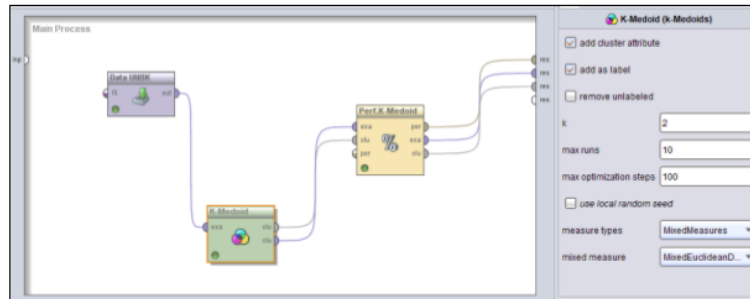 Main Process
inp
Data UNBK
fil
out
K-Medoid
exa
clu
clu
Perf.K-Medoid
exa
clu
per
%
per
exa
clu
res
res
res
res
K-Medoid (k-Medoids)
add cluster attribute
add as label
remove unlabeled
k
2
max runs
10
max optimization steps
100
use local random seed
measure types
MixedMeasures
mixed measure
MixedEuclideanD...